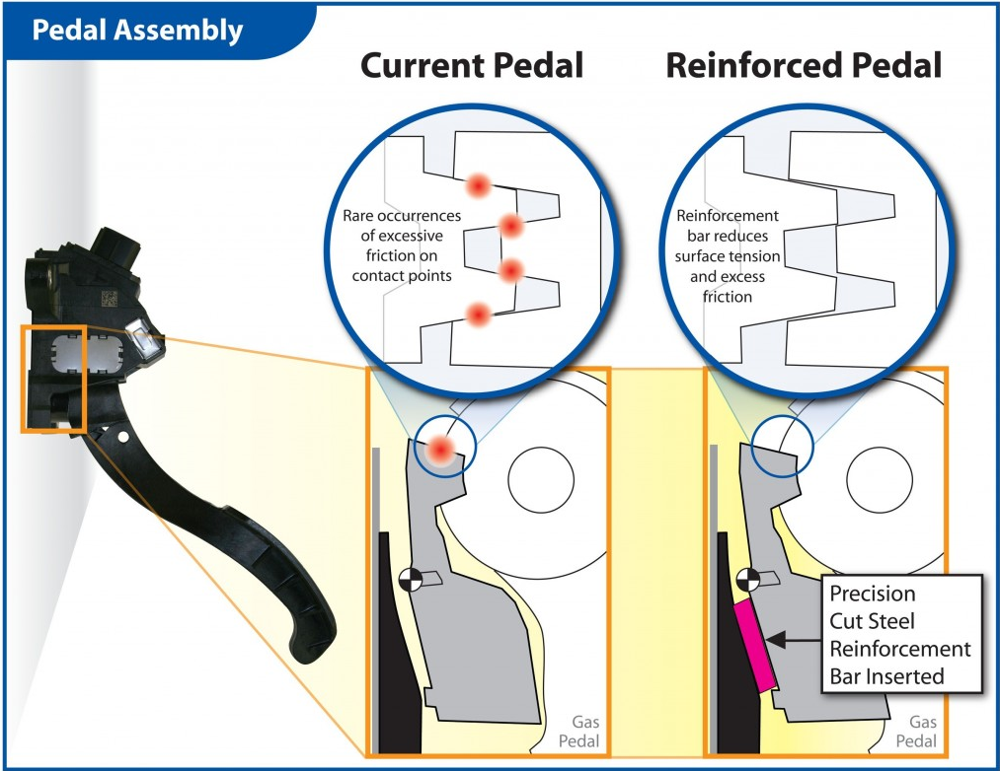 Pedal Assembly
Current Pedal
Reinforced Pedal
Rare occurrences
of excessive
friction on
contact points
Reinforcement
bar reduces
surface tension
and excess
friction
Precision
Cut Steel
Reinforcement
Bar Inserted
Gas
Pedal
Gas
Pedal